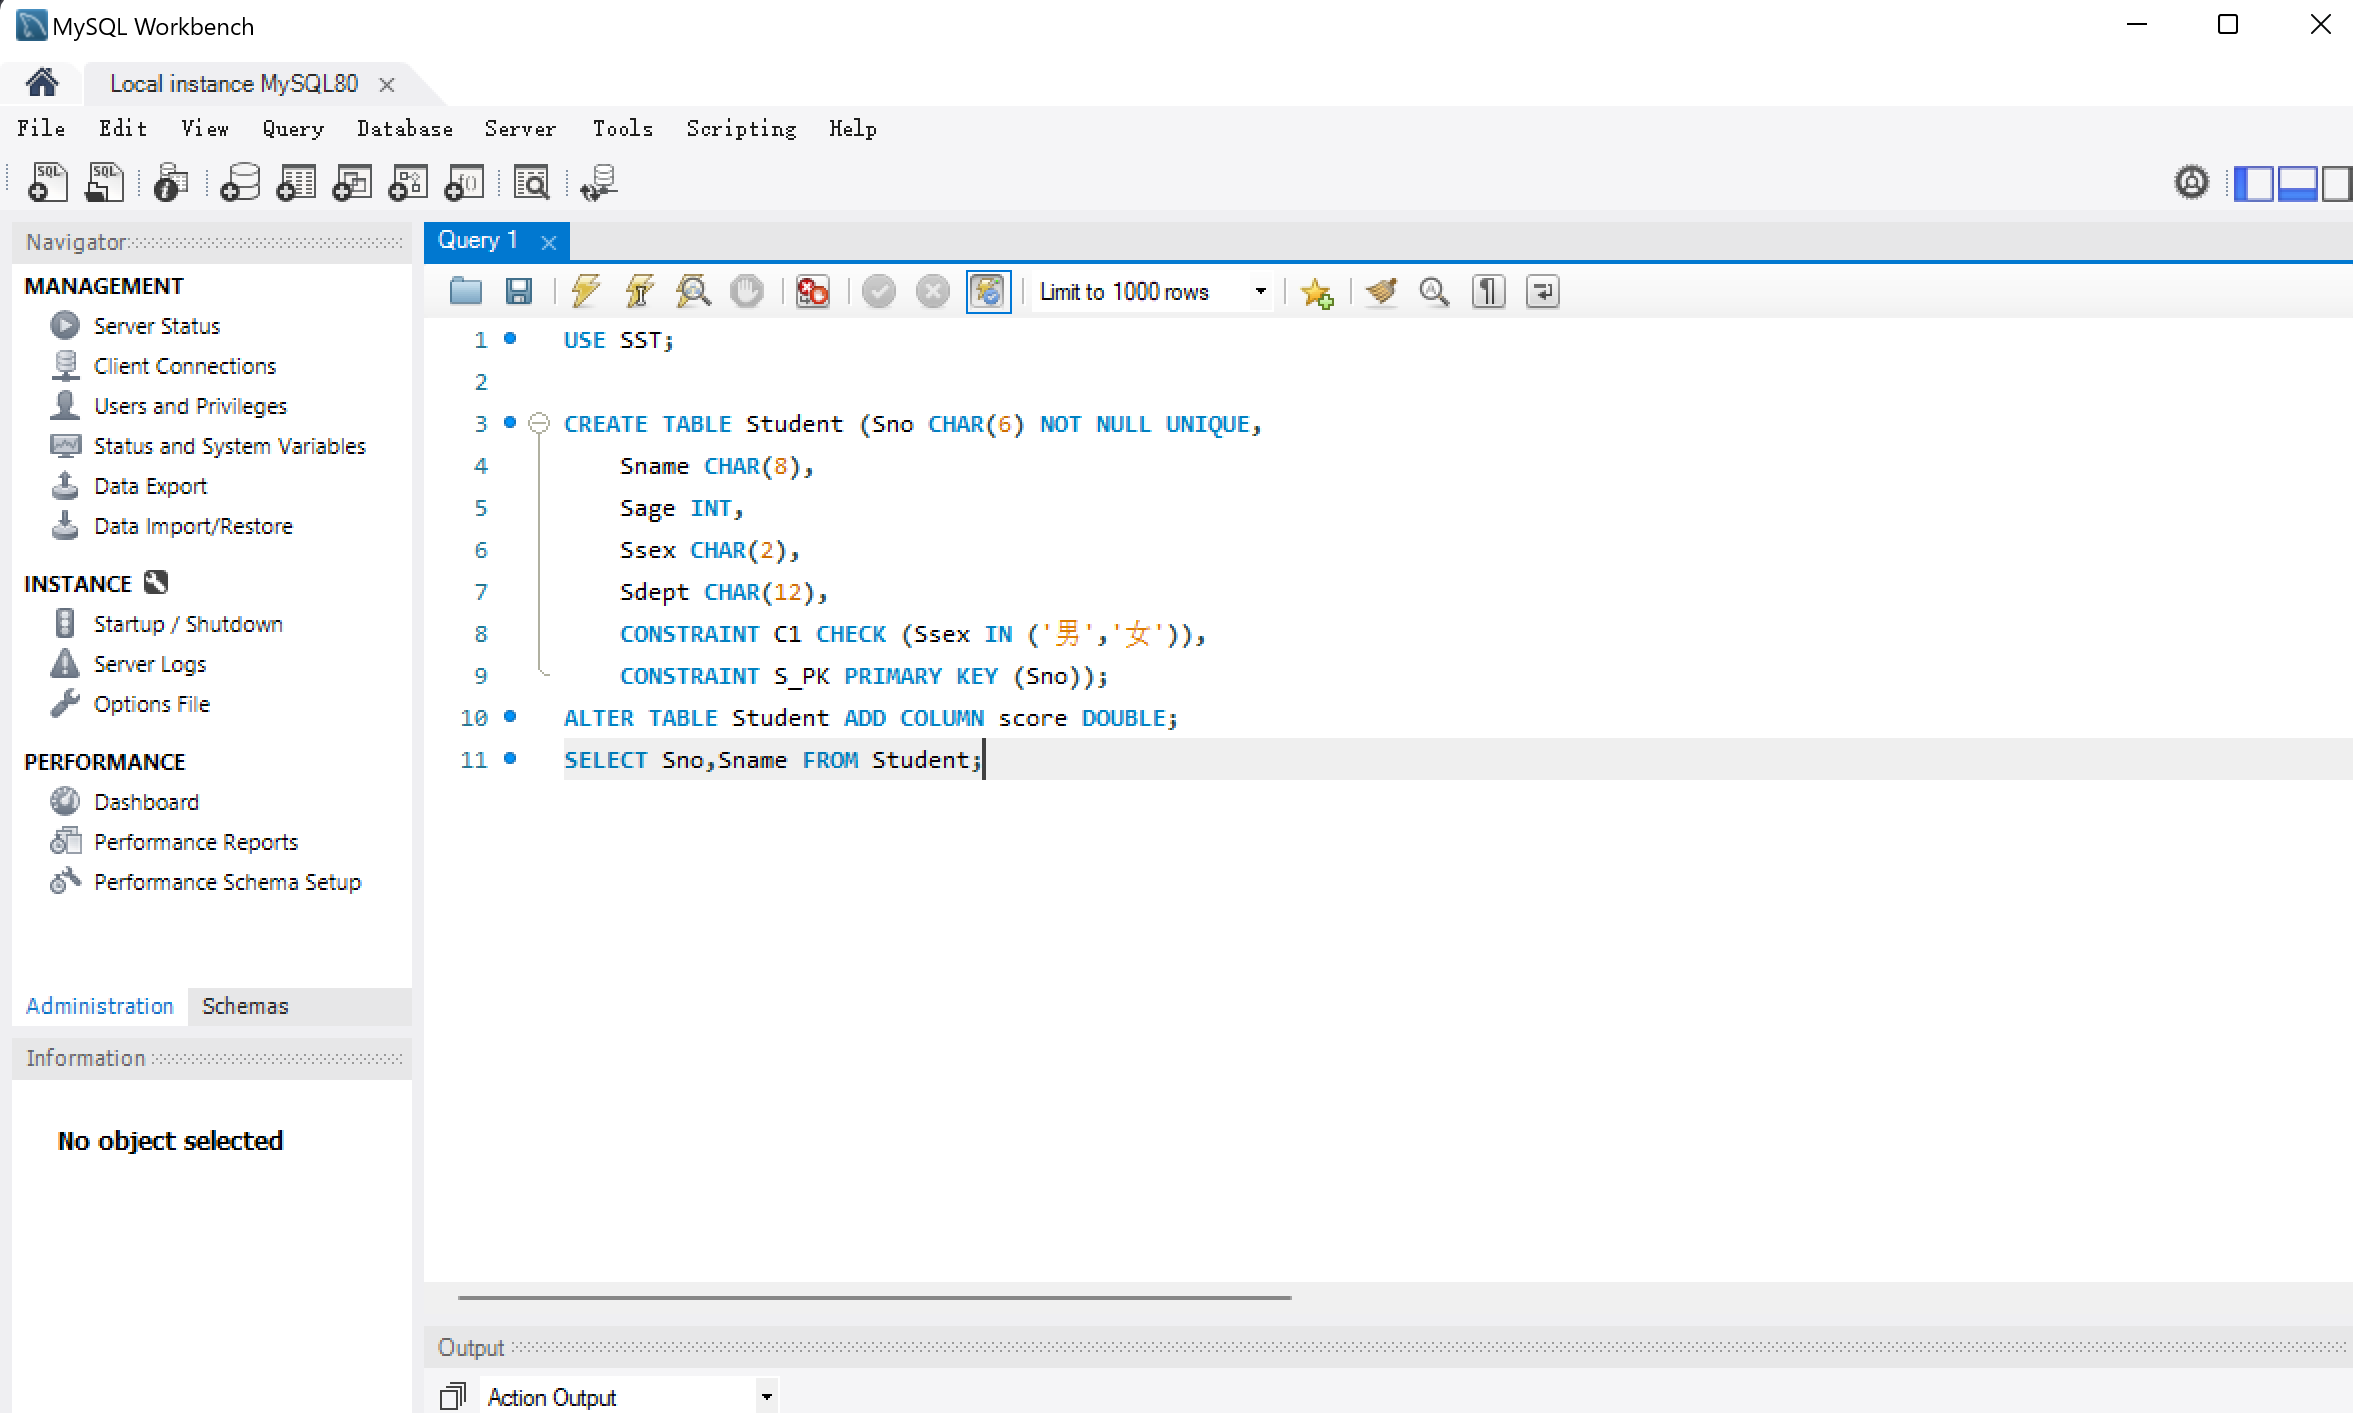 MySQL Workbench
Local instance MySQL80
File Edit View Query Database Server Tools Scripting Help
Navigator
MANAGEMENT
Server Status
Client Connections
Users and Privileges
Status and System Variables
Data Export
Data Import/Restore
INSTANCE
Startup / Shutdown
Server Logs
Options File
PERFORMANCE
Dashboard
Performance Reports
Performance Schema Setup
Administration Schemas
Information
No object selected
Query 1
Limit to 1000 rows
1 USE SST;
2
3 CREATE TABLE Student (Sno CHAR(6) NOT NULL UNIQUE,
4 Sname CHAR(8),
5 Sage INT,
6 Ssex CHAR(2),
7 Sdept CHAR(12),
8 CONSTRAINT C1 CHECK (Ssex IN ('男','女')),
9 CONSTRAINT S_PK PRIMARY KEY (Sno));
10 ALTER TABLE Student ADD COLUMN score DOUBLE;
11 SELECT Sno,Sname FROM Student;
Output
Action Output